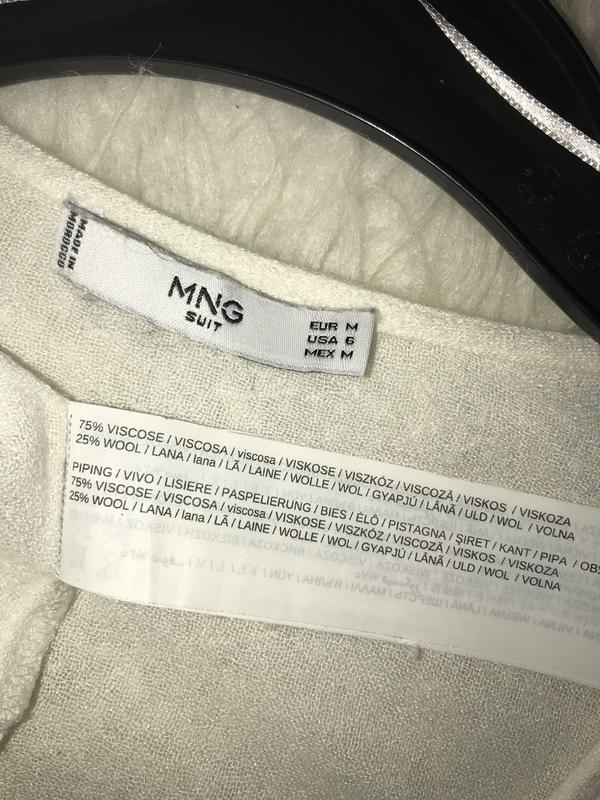 MADE IN
MOROCCO
MNG
SUIT
EUR M
USA 6
MEX M
75% VISCOSE / VISCOSA / viscosa / VISKOSE / VISZKÓZ / VISCOZĂ / VISKOS / VISKOZA
25% WOOL / LANA / lana / LÃ / LAINE / WOLLE / WOL / GYAPJÚ / LÂNĂ / ULD / WOL / VOLNA
PIPING / VIVO / LISIERE / PASPELIERUNG / BIES / ÉLÕ / PISTAGNA / ŞIRET / KANT / PIPA / OBS
75% VISCOSE / VISCOSA / viscosa / VISKOSE / VISZKÓZ / VISCOZĂ / VISKOS / VISKOZA
25% WOOL / LANA / lana / LÃ / LAINE / WOLLE / WOL / GYAPJÚ / LÂNĂ / ULD / WOL / VOLNA